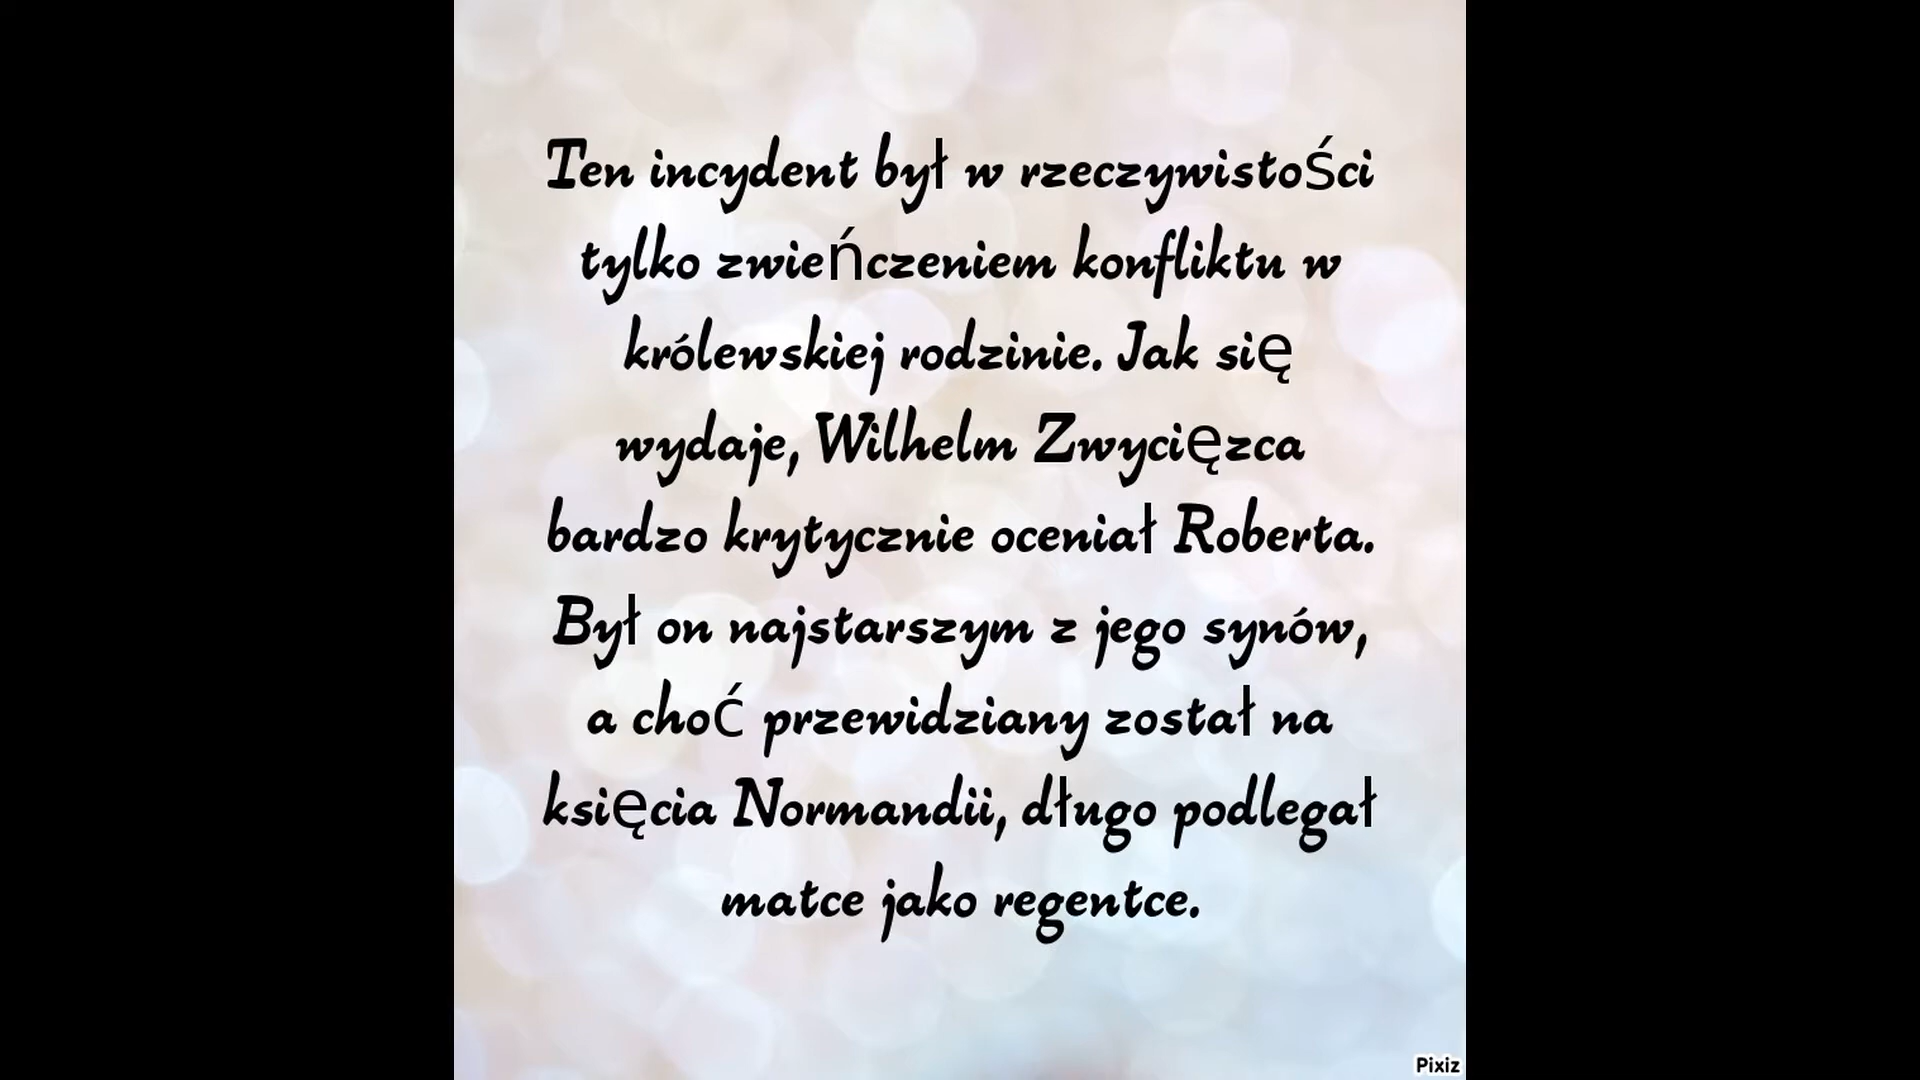 Ten incydent był w rzeczywistości
tylko zwieńczeniem konfliktu w
królewskiej rodzinie. Jak się
wydaje, Wilhelm Zwycięzca
bardzo krytycznie oceniał Roberta.
Był on najstarszym z jego synów,
a choć przewidziany został na
księcia Normandii, długo podlegał
matce jako regentce.
Pixiz